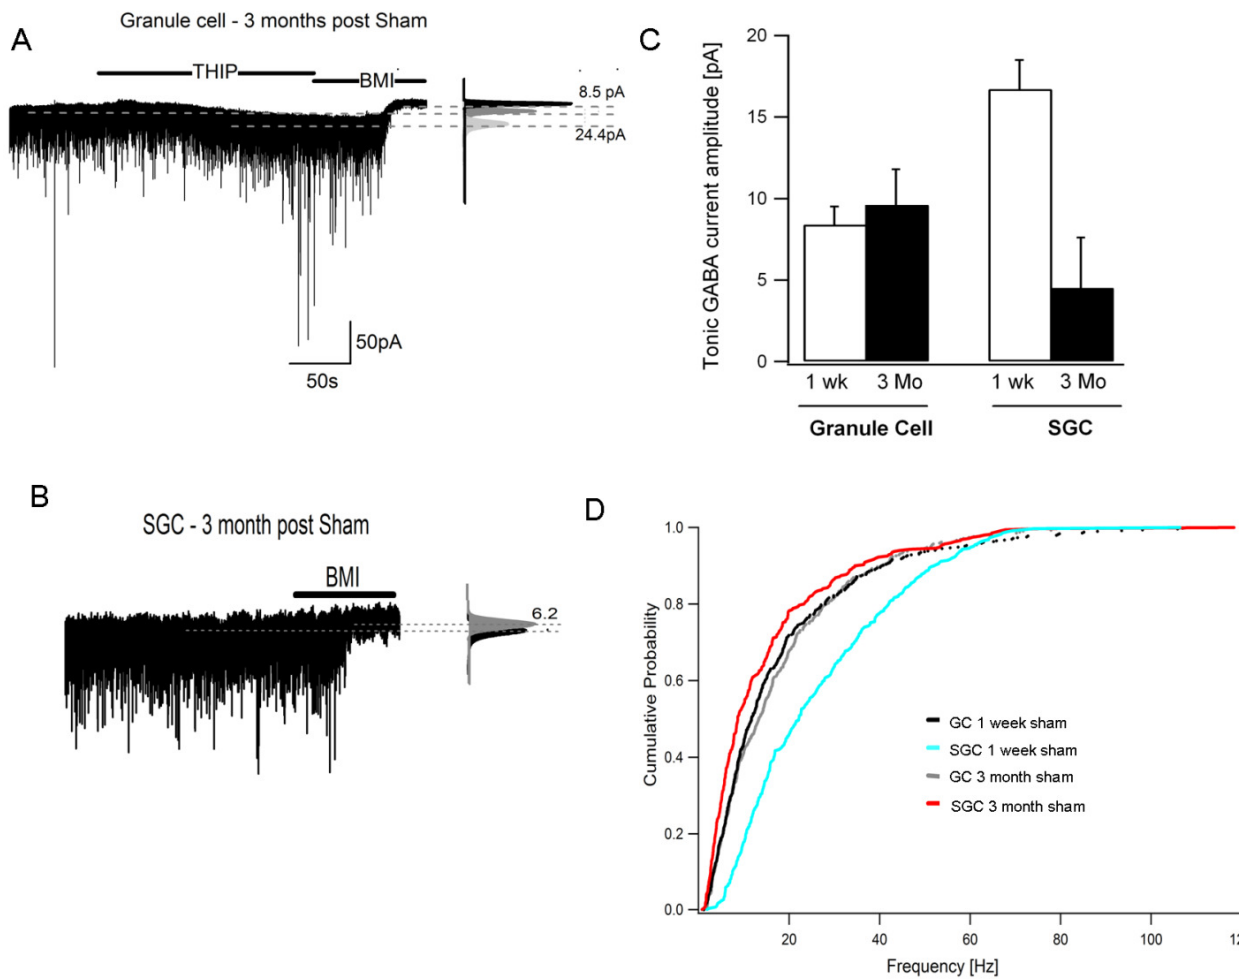 A
Granule cell - 3 months post Sham
THIP
BMI
8.5 pA
24.4pA
50pA
50s
B
SGC - 3 month post Sham
BMI
6.2
C
Tonic GABA current amplitude [pA]
20
15
10
5
0
1 wk
3 Mo
1 wk
3 Mo
Granule Cell
SGC
D
Cumulative Probability
1.0
0.8
0.6
0.4
0.2
0.0
GC 1 week sham
SGC 1 week sham
GC 3 month sham
SGC 3 month sham
20
40
60
80
100
Frequency [Hz]